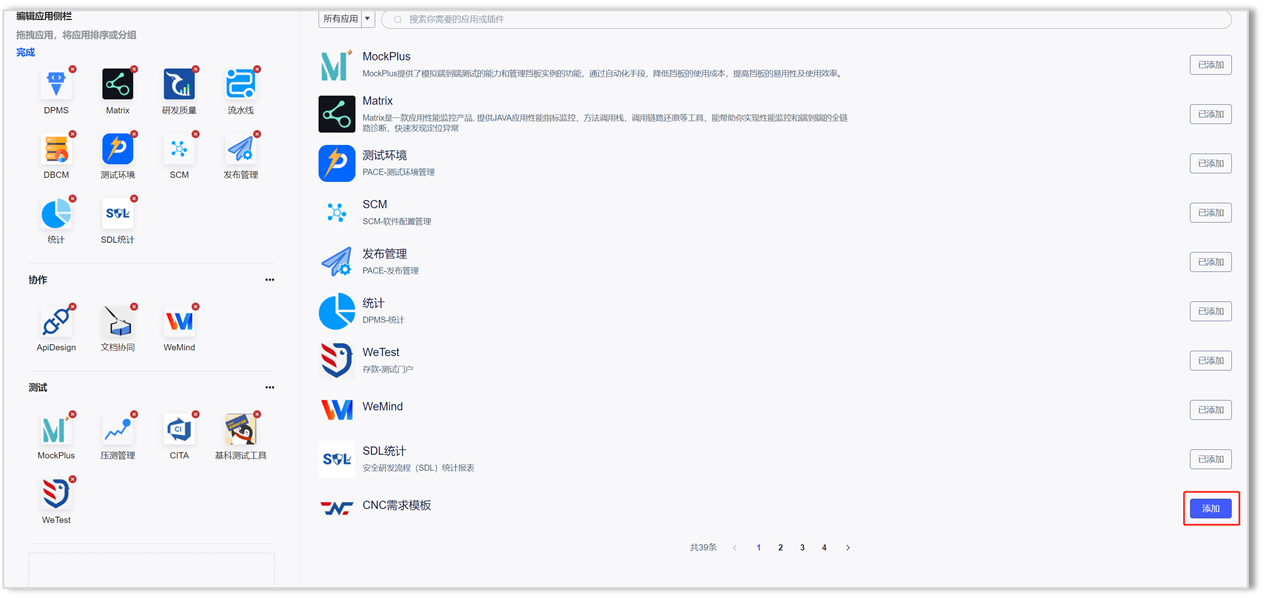 编辑应用侧栏
拖拽应用，将应用排序或分组
完成
DPMS
Matrix
研发质量
流水线
DBCM
测试环境
SCM
发布管理
统计
SDL统计
协作
ApiDesign
文档协同
WeMind
测试
MockPlus
压测管理
CITA
基科测试工具
WeTest
所有应用
搜索你需要的应用或插件
MockPlus
MockPlus提供了模拟端到端测试的能力和管理挡板实例的功能，通过自动化手段，降低挡板的使用成本，提高挡板的易用性及使用效率。
已添加
Matrix
Matrix是一款应用性能监控产品, 提供JAVA应用性能指标监控，方法调用栈，调用链路还原等工具，能帮助你实现性能监控和端到端的全链
路诊断，快速发现定位异常
已添加
测试环境
PACE-测试环境管理
已添加
SCM
SCM-软件配置管理
已添加
发布管理
PACE-发布管理
已添加
统计
DPMS-统计
已添加
WeTest
存款-测试门户
已添加
WeMind
已添加
SDL统计
安全研发流程（SDL）统计报表
已添加
CNC需求模板
添加
共39条
1 2 3 4